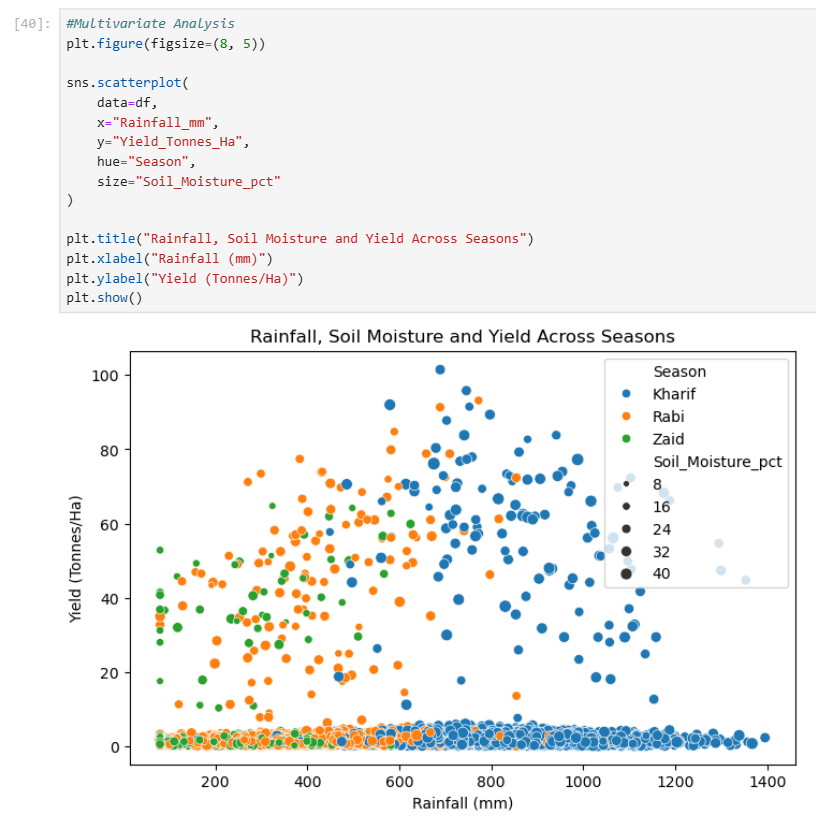 [40]: #Multivariate Analysis
plt.figure(figsize=(8, 5))
sns.scatterplot(
    data=df,
    x="Rainfall_mm",
    y="Yield_Tonnes_Ha",
    hue="Season",
    size="Soil_Moisture_pct"
)
plt.title("Rainfall, Soil Moisture and Yield Across Seasons")
plt.xlabel("Rainfall (mm)")
plt.ylabel("Yield (Tonnes/Ha)")
plt.show()
Rainfall, Soil Moisture and Yield Across Seasons
Yield (Tonnes/Ha)
100
80
60
40
20
0
Season
Kharif
Rabi
Zaid
Soil_Moisture_pct
8
16
24
32
40
200 400 600 800 1000 1200 1400
Rainfall (mm)